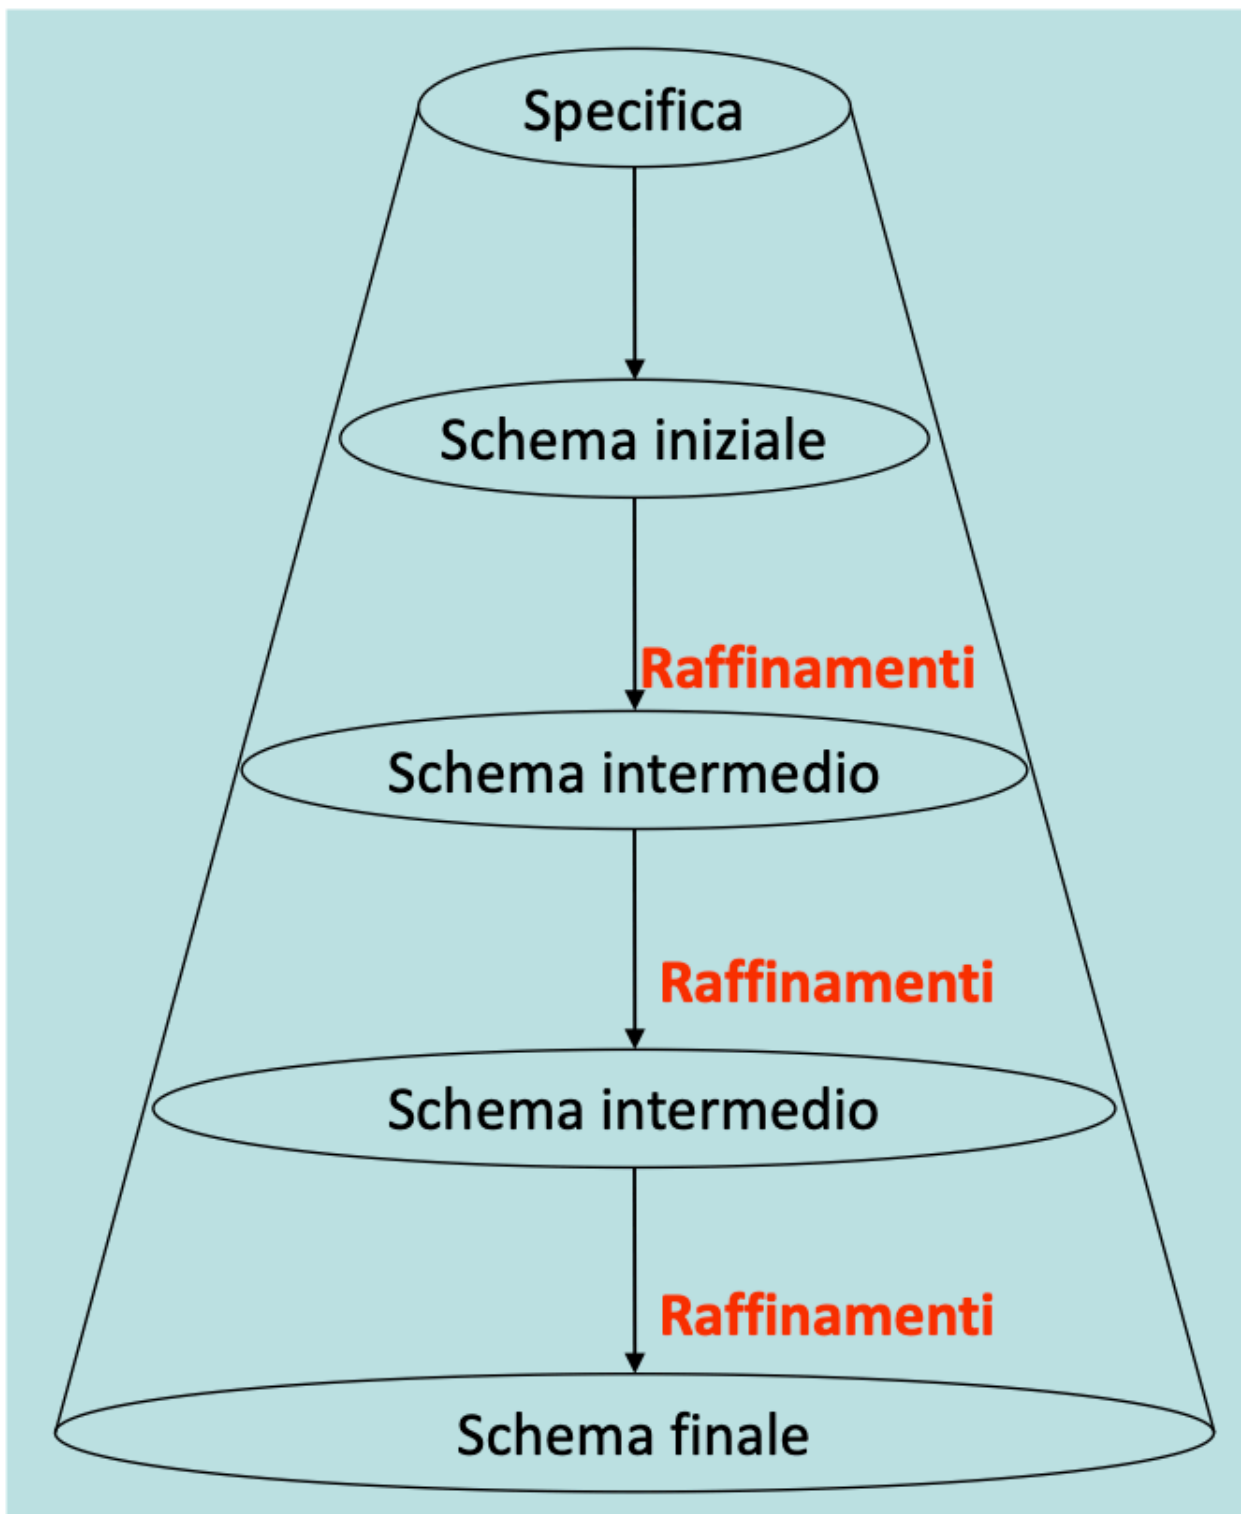 Specifica
Schema iniziale
Raffinamenti
Schema intermedio
Raffinamenti
Schema intermedio
Raffinamenti
Schema finale